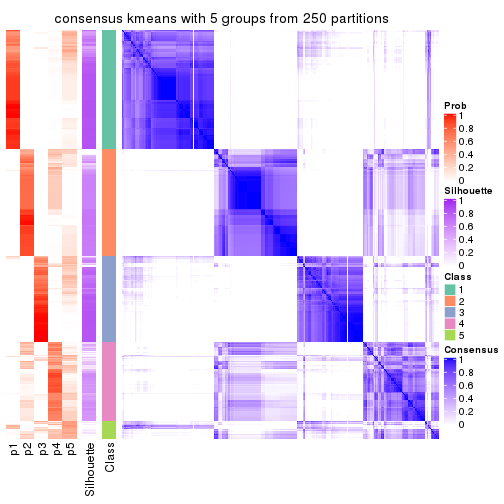 consensus kmeans with 5 groups from 250 partitions
Prob
1
0.8
0.6
0.4
0.2
0
Silhouette
1
0.8
0.6
0.4
0.2
0
Class
1
2
3
4
5
Consensus
1
0.8
0.6
0.4
0.2
0
p1
p2
p3
p4
p5
Silhouette
Class